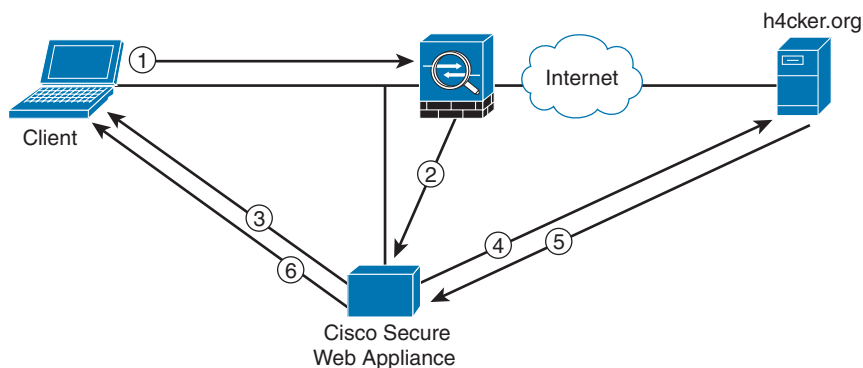 h4cker.org
1
Internet
Client
2
3
4
5
6
Cisco Secure
Web Appliance